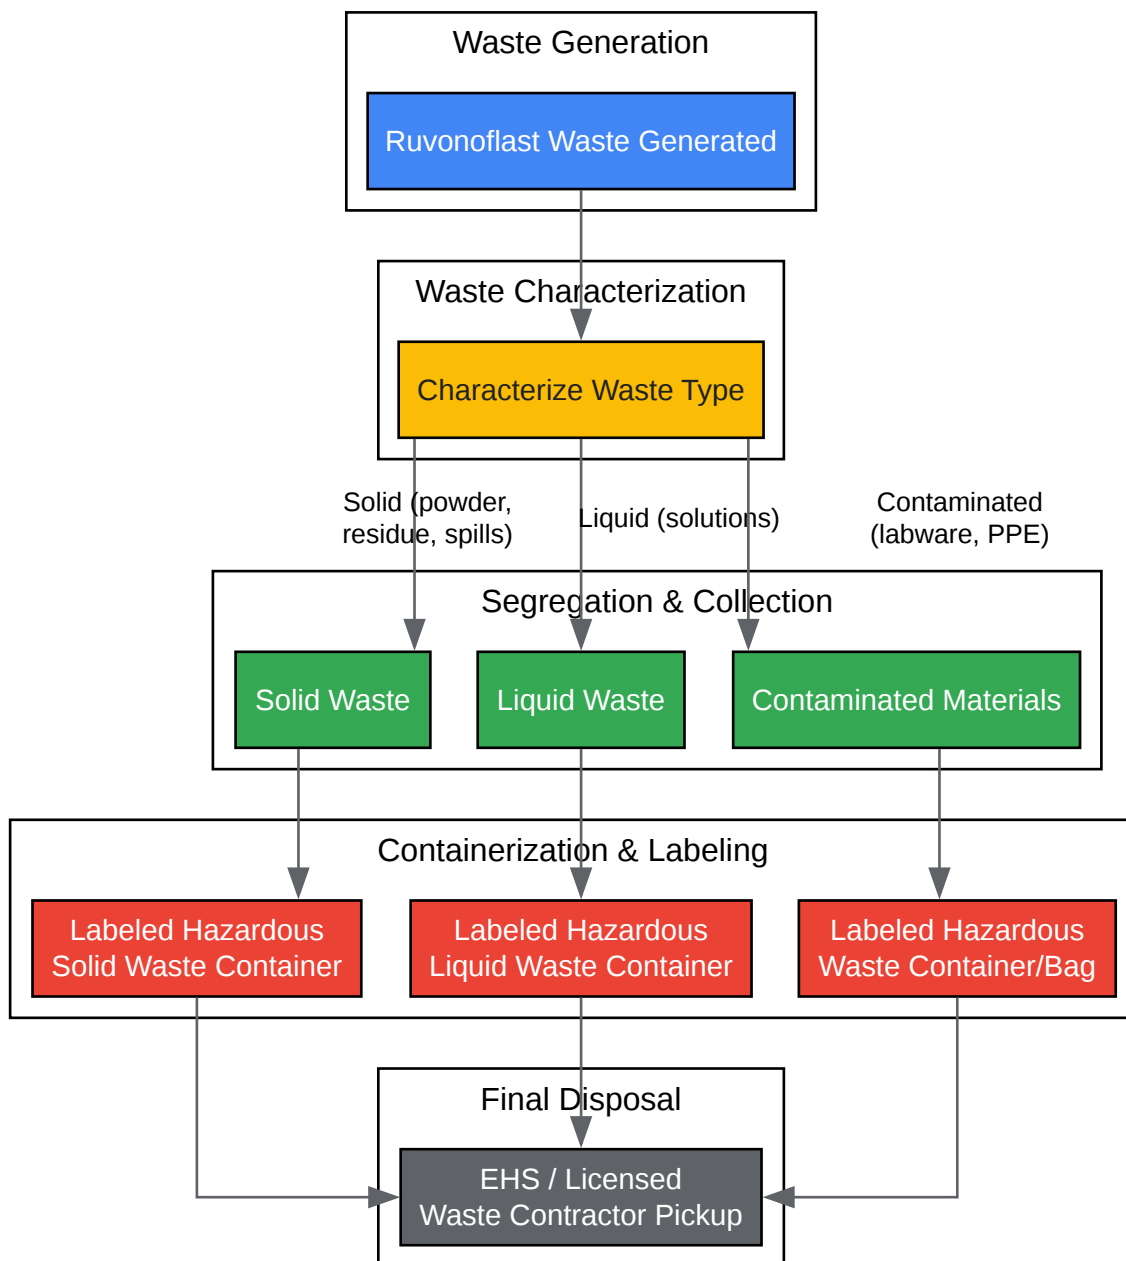 Waste Generation
Ruvonoflast Waste Generated
Waste Characterization
Characterize Waste Type
Solid (powder,
residue, spills)
Liquid (solutions)
Contaminated
(labware, PPE)
Segregation & Collection
Solid Waste
Liquid Waste
Contaminated Materials
Containerization & Labeling
Labeled Hazardous
Solid Waste Container
Labeled Hazardous
Liquid Waste Container
Labeled Hazardous
Waste Container/Bag
Final Disposal
EHS / Licensed
Waste Contractor Pickup